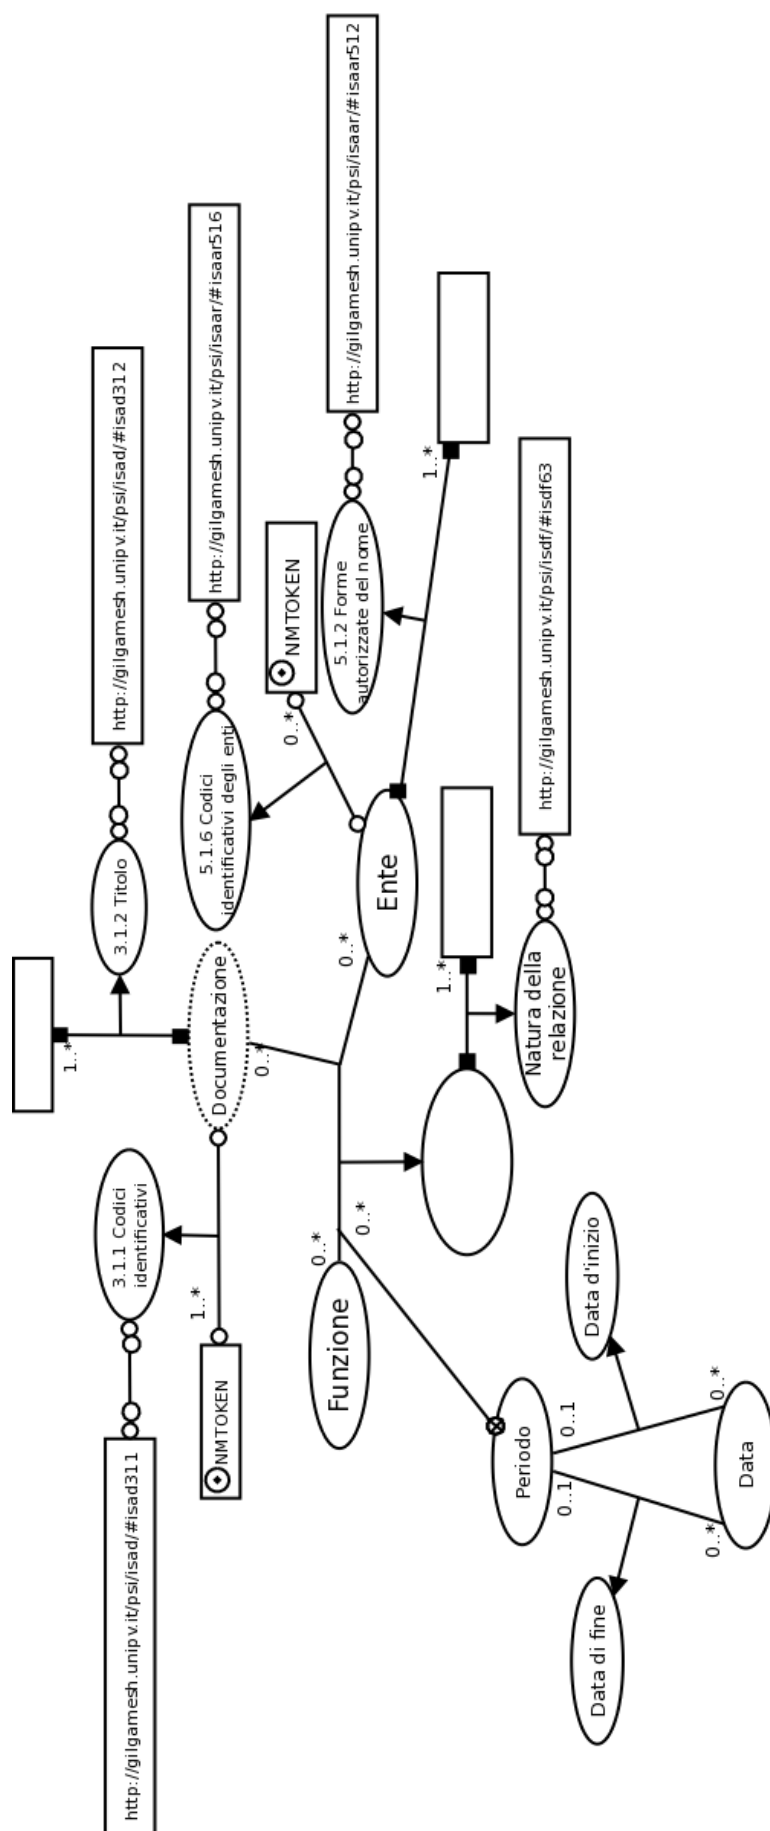 http://gilgamesh.unipv.it/psi/isaar/#isaar512
http://gilgamesh.unipv.it/psi/isaar/#isaar516
http://gilgamesh.unipv.it/psi/isad/#isad312
1..*
http://gilgamesh.unipv.it/psi/isdf/#isdf63
NMTOKEN
0..*
5.1.2 Forme
autorizzate del nome
5.1.6 Codici
identificativi degli enti
3.1.2 Titolo
Ente
0..*
1..*
Natura della
relazione
1..*
Documentazione
0..*
3.1.1 Codici
identificativi
1..*
NMTOKEN
http://gilgamesh.unipv.it/psi/isad/#isad311
0..*
0..*
Funzione
Data d'inizio
Periodo
0..1
0..1
0..*
0..*
Data
Data di fine